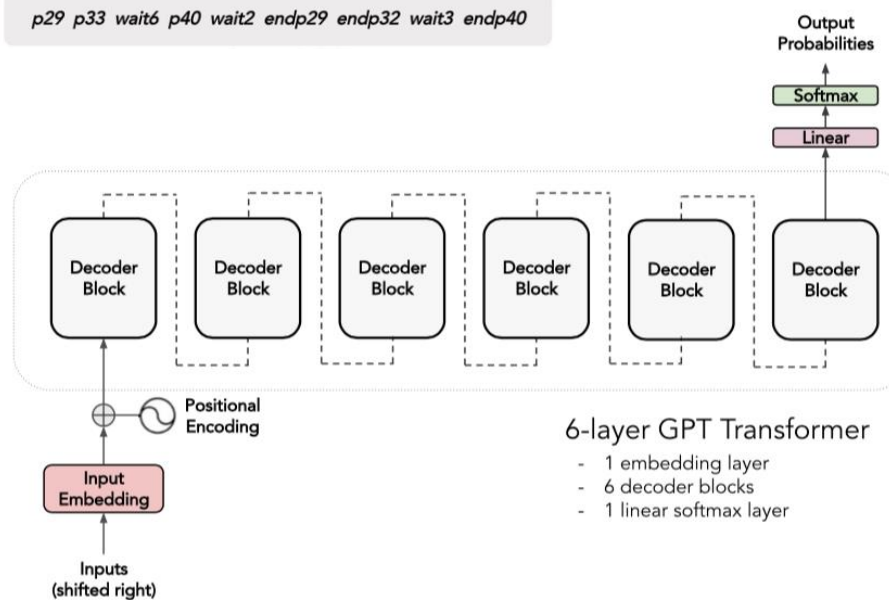 p29 p33 wait6 p40 wait2 endp29 endp32 wait3 endp40
Output
Probabilities
Softmax
Linear
Decoder
Block
Decoder
Block
Decoder
Block
Decoder
Block
Decoder
Block
Decoder
Block
Positional
Encoding
Input
Embedding
Inputs
(shifted right)
6-layer GPT Transformer
- 1 embedding layer
- 6 decoder blocks
- 1 linear softmax layer